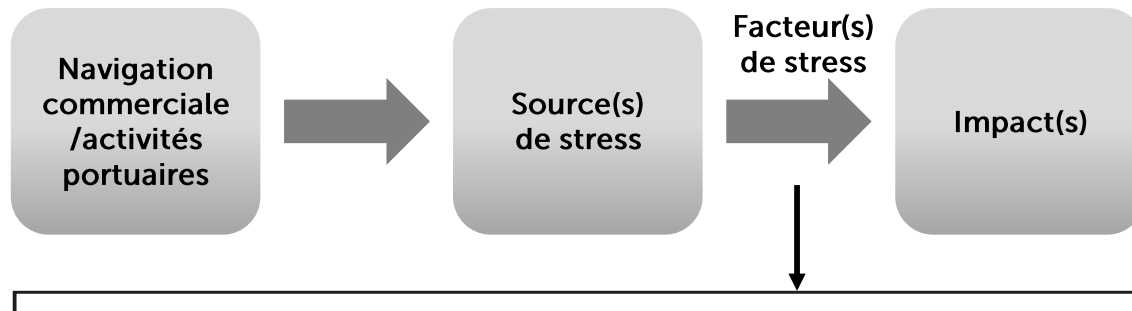 Navigation
commerciale
/activités
portuaires
Source(s)
de stress
Facteur(s)
de stress
Impact(s)